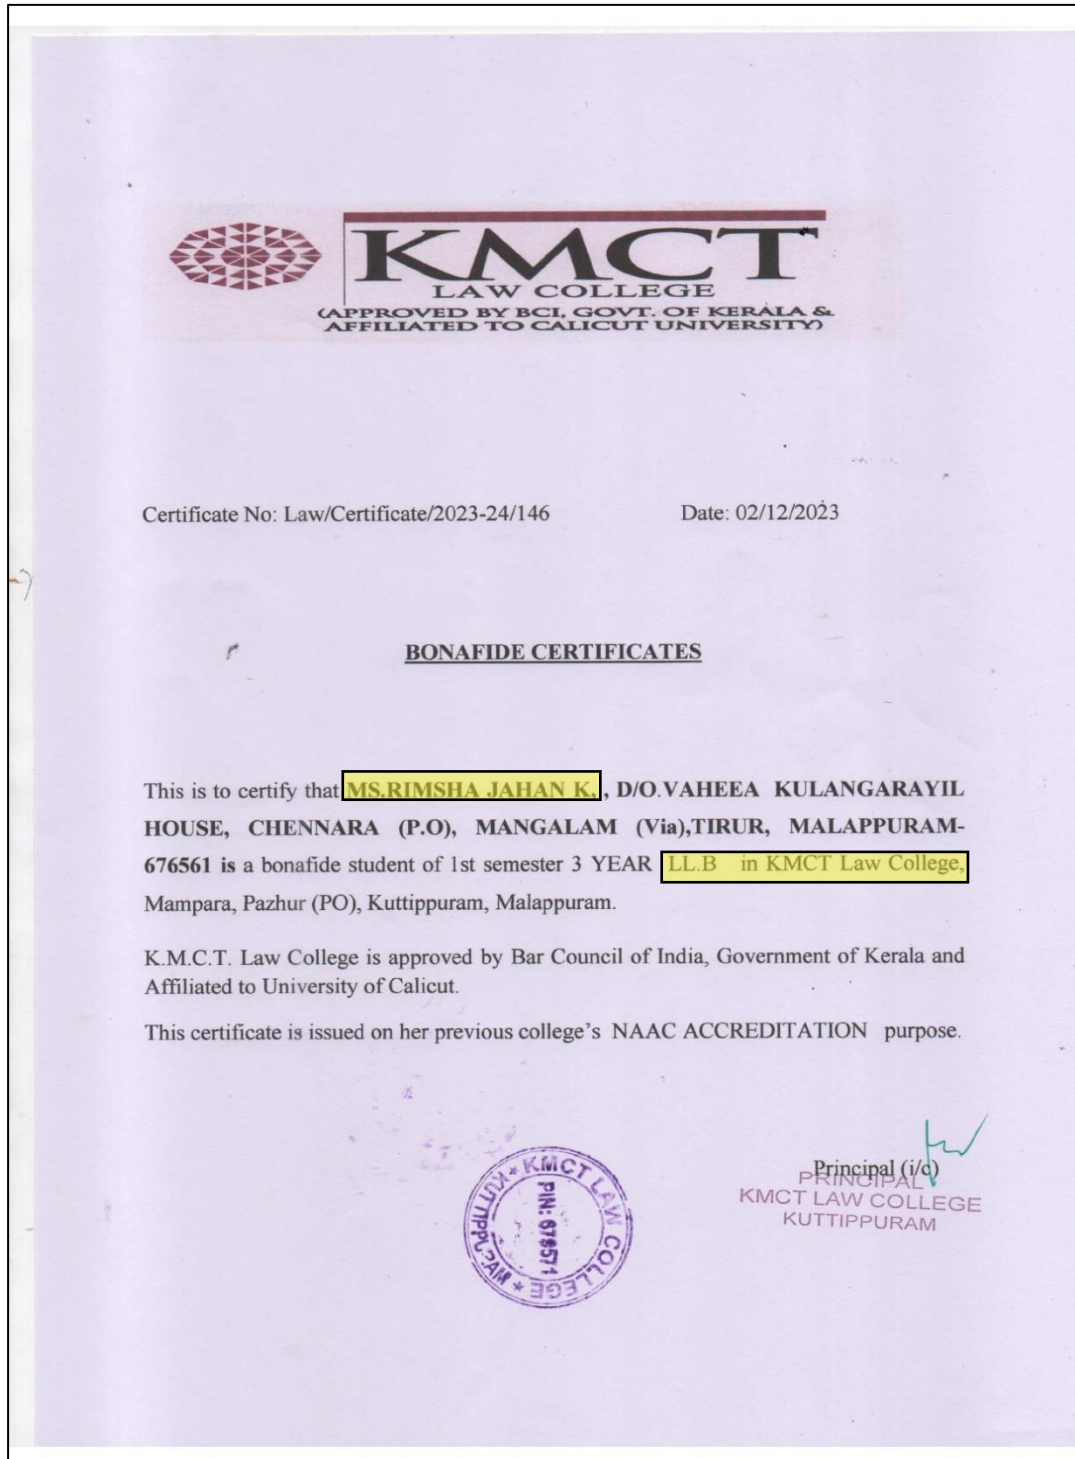 KMCT
LAW COLLEGE
(APPROVED BY BCI, GOVT. OF KERALA &
AFFILIATED TO CALICUT UNIVERSITY)
Certificate No: Law/Certificate/2023-24/146 Date: 02/12/2023
BONAFIDE CERTIFICATES
This is to certify that MS.RIMSHA JAHAN K, , D/O.VAHEEA KULANGARAYIL
HOUSE, CHENNARA (P.O), MANGALAM (Via),TIRUR, MALAPPURAM-
676561 is a bonafide student of 1st semester 3 YEAR LL.B in KMCT Law College,
Mampara, Pazhur (PO), Kuttippuram, Malappuram.
K.M.C.T. Law College is approved by Bar Council of India, Government of Kerala and
Affiliated to University of Calicut.
This certificate is issued on her previous college's NAAC ACCREDITATION purpose.
KMCT LAW COLLEGE * KUTTIPPURAM *
PIN: 679571
Principal (i/c)
PRINCIPAL
KMCT LAW COLLEGE
KUTTIPPURAM